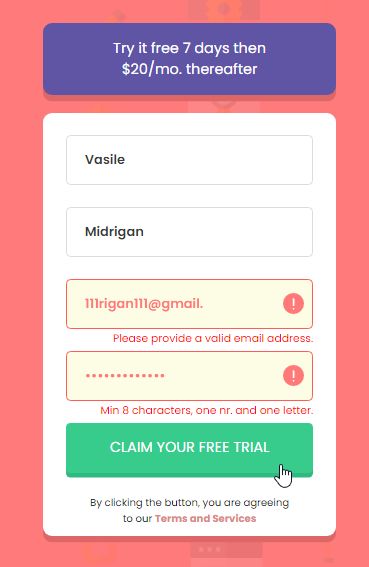 Try it free 7 days then
$20/mo. thereafter
Vasile
Midrigan
111rigan111@gmail.
Please provide a valid email address.
•••••••••••••
Min 8 characters, one nr. and one letter.
CLAIM YOUR FREE TRIAL
By clicking the button, you are agreeing
to our Terms and Services